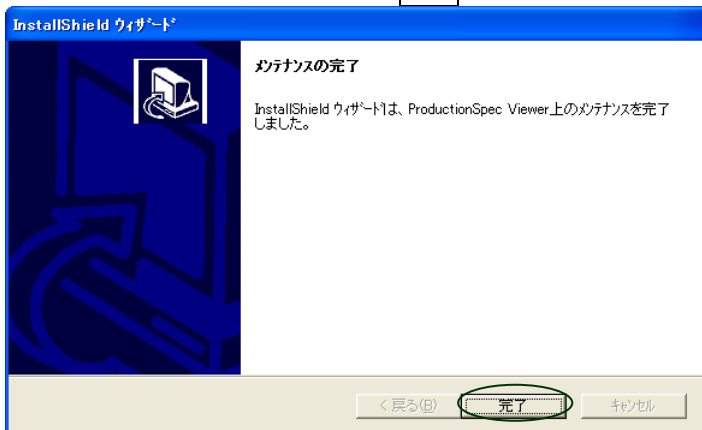 InstallShield ウィザード
メンテナンスの完了
InstallShield ウィザードは、ProductionSpec Viewer上のメンテナンスを完了
しました。
< 戻る(B)
完了
キャンセル